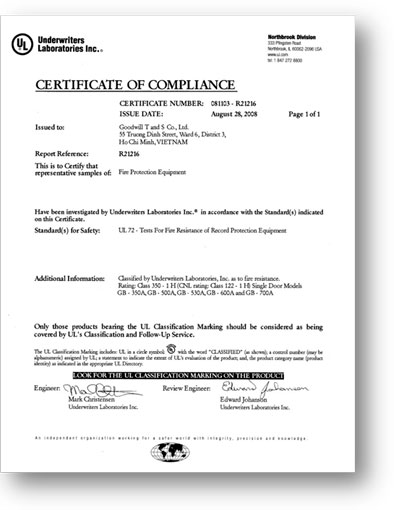 UL
Underwriters
Laboratories Inc.®
Northbrook Division
333 Pfingsten Road
Northbrook, IL 60062-2096 USA
www.ul.com
tel: 1 847 272 8800
CERTIFICATE OF COMPLIANCE
CERTIFICATE NUMBER: 081103 - R21216
ISSUE DATE: August 28, 2008 Page 1 of 1
Issued to: Goodwill T and S Co., Ltd.
55 Truong Dinh Street, Ward 6, District 3,
Ho Chi Minh, VIETNAM
Report Reference: R21216
This is to Certify that
representative samples of: Fire Protection Equipment
Have been investigated by Underwriters Laboratories Inc.® in accordance with the Standard(s) indicated
on this Certificate.
Standard(s) for Safety: UL 72 - Tests For Fire Resistance of Record Protection Equipment
Additional Information: Classified by Underwriters Laboratories, Inc. as to fire resistance.
Rating: Class 350 - 1 H (CNL rating: Class 122 - 1 H) Single Door Models
GB - 350A, GB - 500A, GB - 530A, GB - 600A and GB - 700A
Only those products bearing the UL Classification Marking should be considered as being
covered by UL's Classification and Follow-Up Service.
The UL Classification Marking includes: UL in a circle symbol: UL with the word "CLASSIFIED" (as shown); a control number (may be
alphanumeric) assigned by UL; a statement to indicate the extent of UL's evaluation of the product; and, the product category name (product
identity) as indicated in the appropriate UL Directory.
LOOK FOR THE UL CLASSIFICATION MARKING ON THE PRODUCT
Engineer: Review Engineer: Edward Johanson
Mark Christensen Edward Johanson
Underwriters Laboratories Inc. Underwriters Laboratories Inc.
An independent organization working for a safer world with integrity, precision and knowledge.